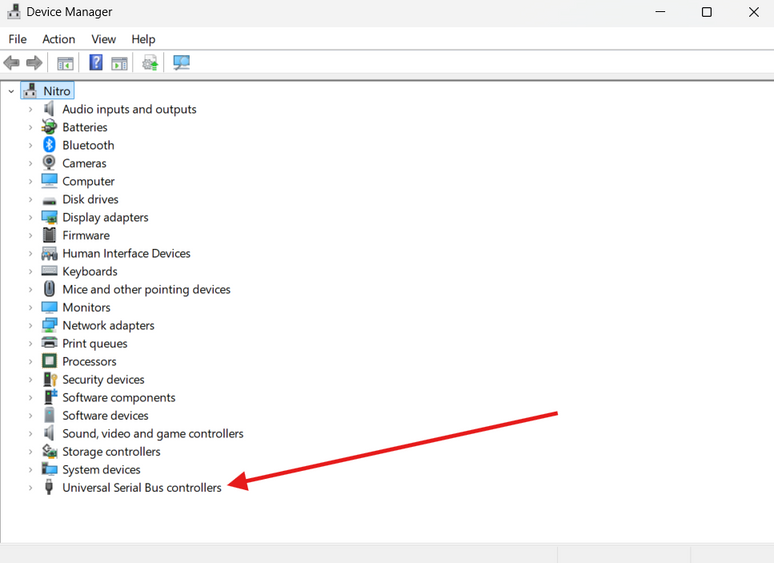 Device Manager
File Action View Help
Nitro
Audio inputs and outputs
Batteries
Bluetooth
Cameras
Computer
Disk drives
Display adapters
Firmware
Human Interface Devices
Keyboards
Mice and other pointing devices
Monitors
Network adapters
Print queues
Processors
Security devices
Software components
Software devices
Sound, video and game controllers
Storage controllers
System devices
Universal Serial Bus controllers